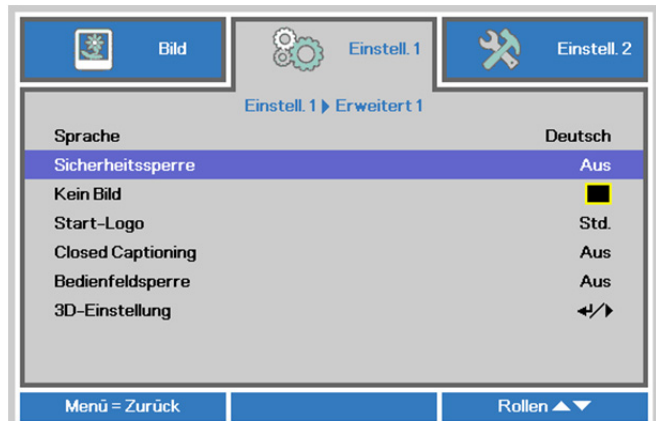 Bild
Einstell. 1
Einstell. 2
Einstell. 1 ▶ Erweitert 1
Sprache Deutsch
Sicherheitssperre Aus
Kein Bild
Start-Logo Std.
Closed Captioning Aus
Bedienfeldsperre Aus
3D-Einstellung ↵/▶
Menü = Zurück
Rollen ▲▼